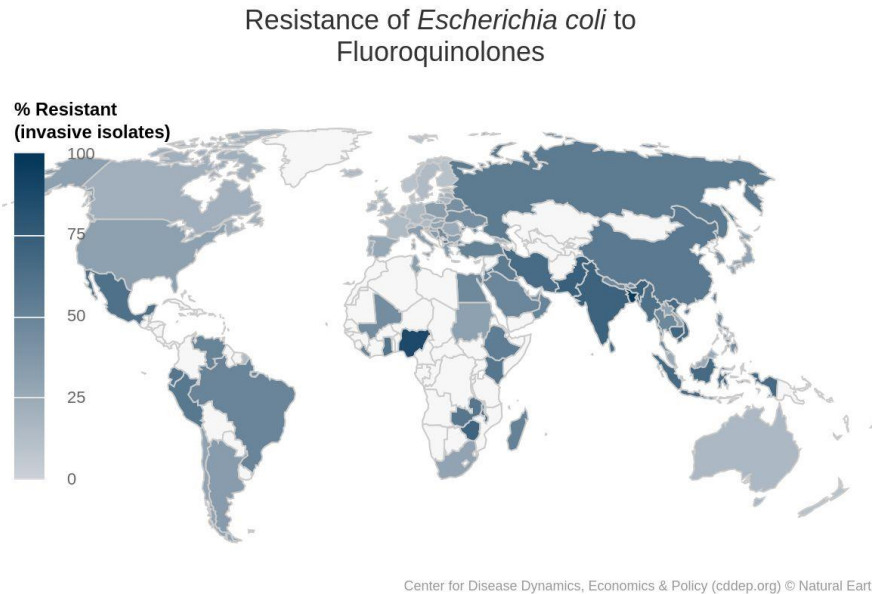 Resistance of Escherichia coli to
Fluoroquinolones
% Resistant
(invasive isolates)
100
75
50
25
0
Center for Disease Dynamics, Economics & Policy (cddep.org) © Natural Eart